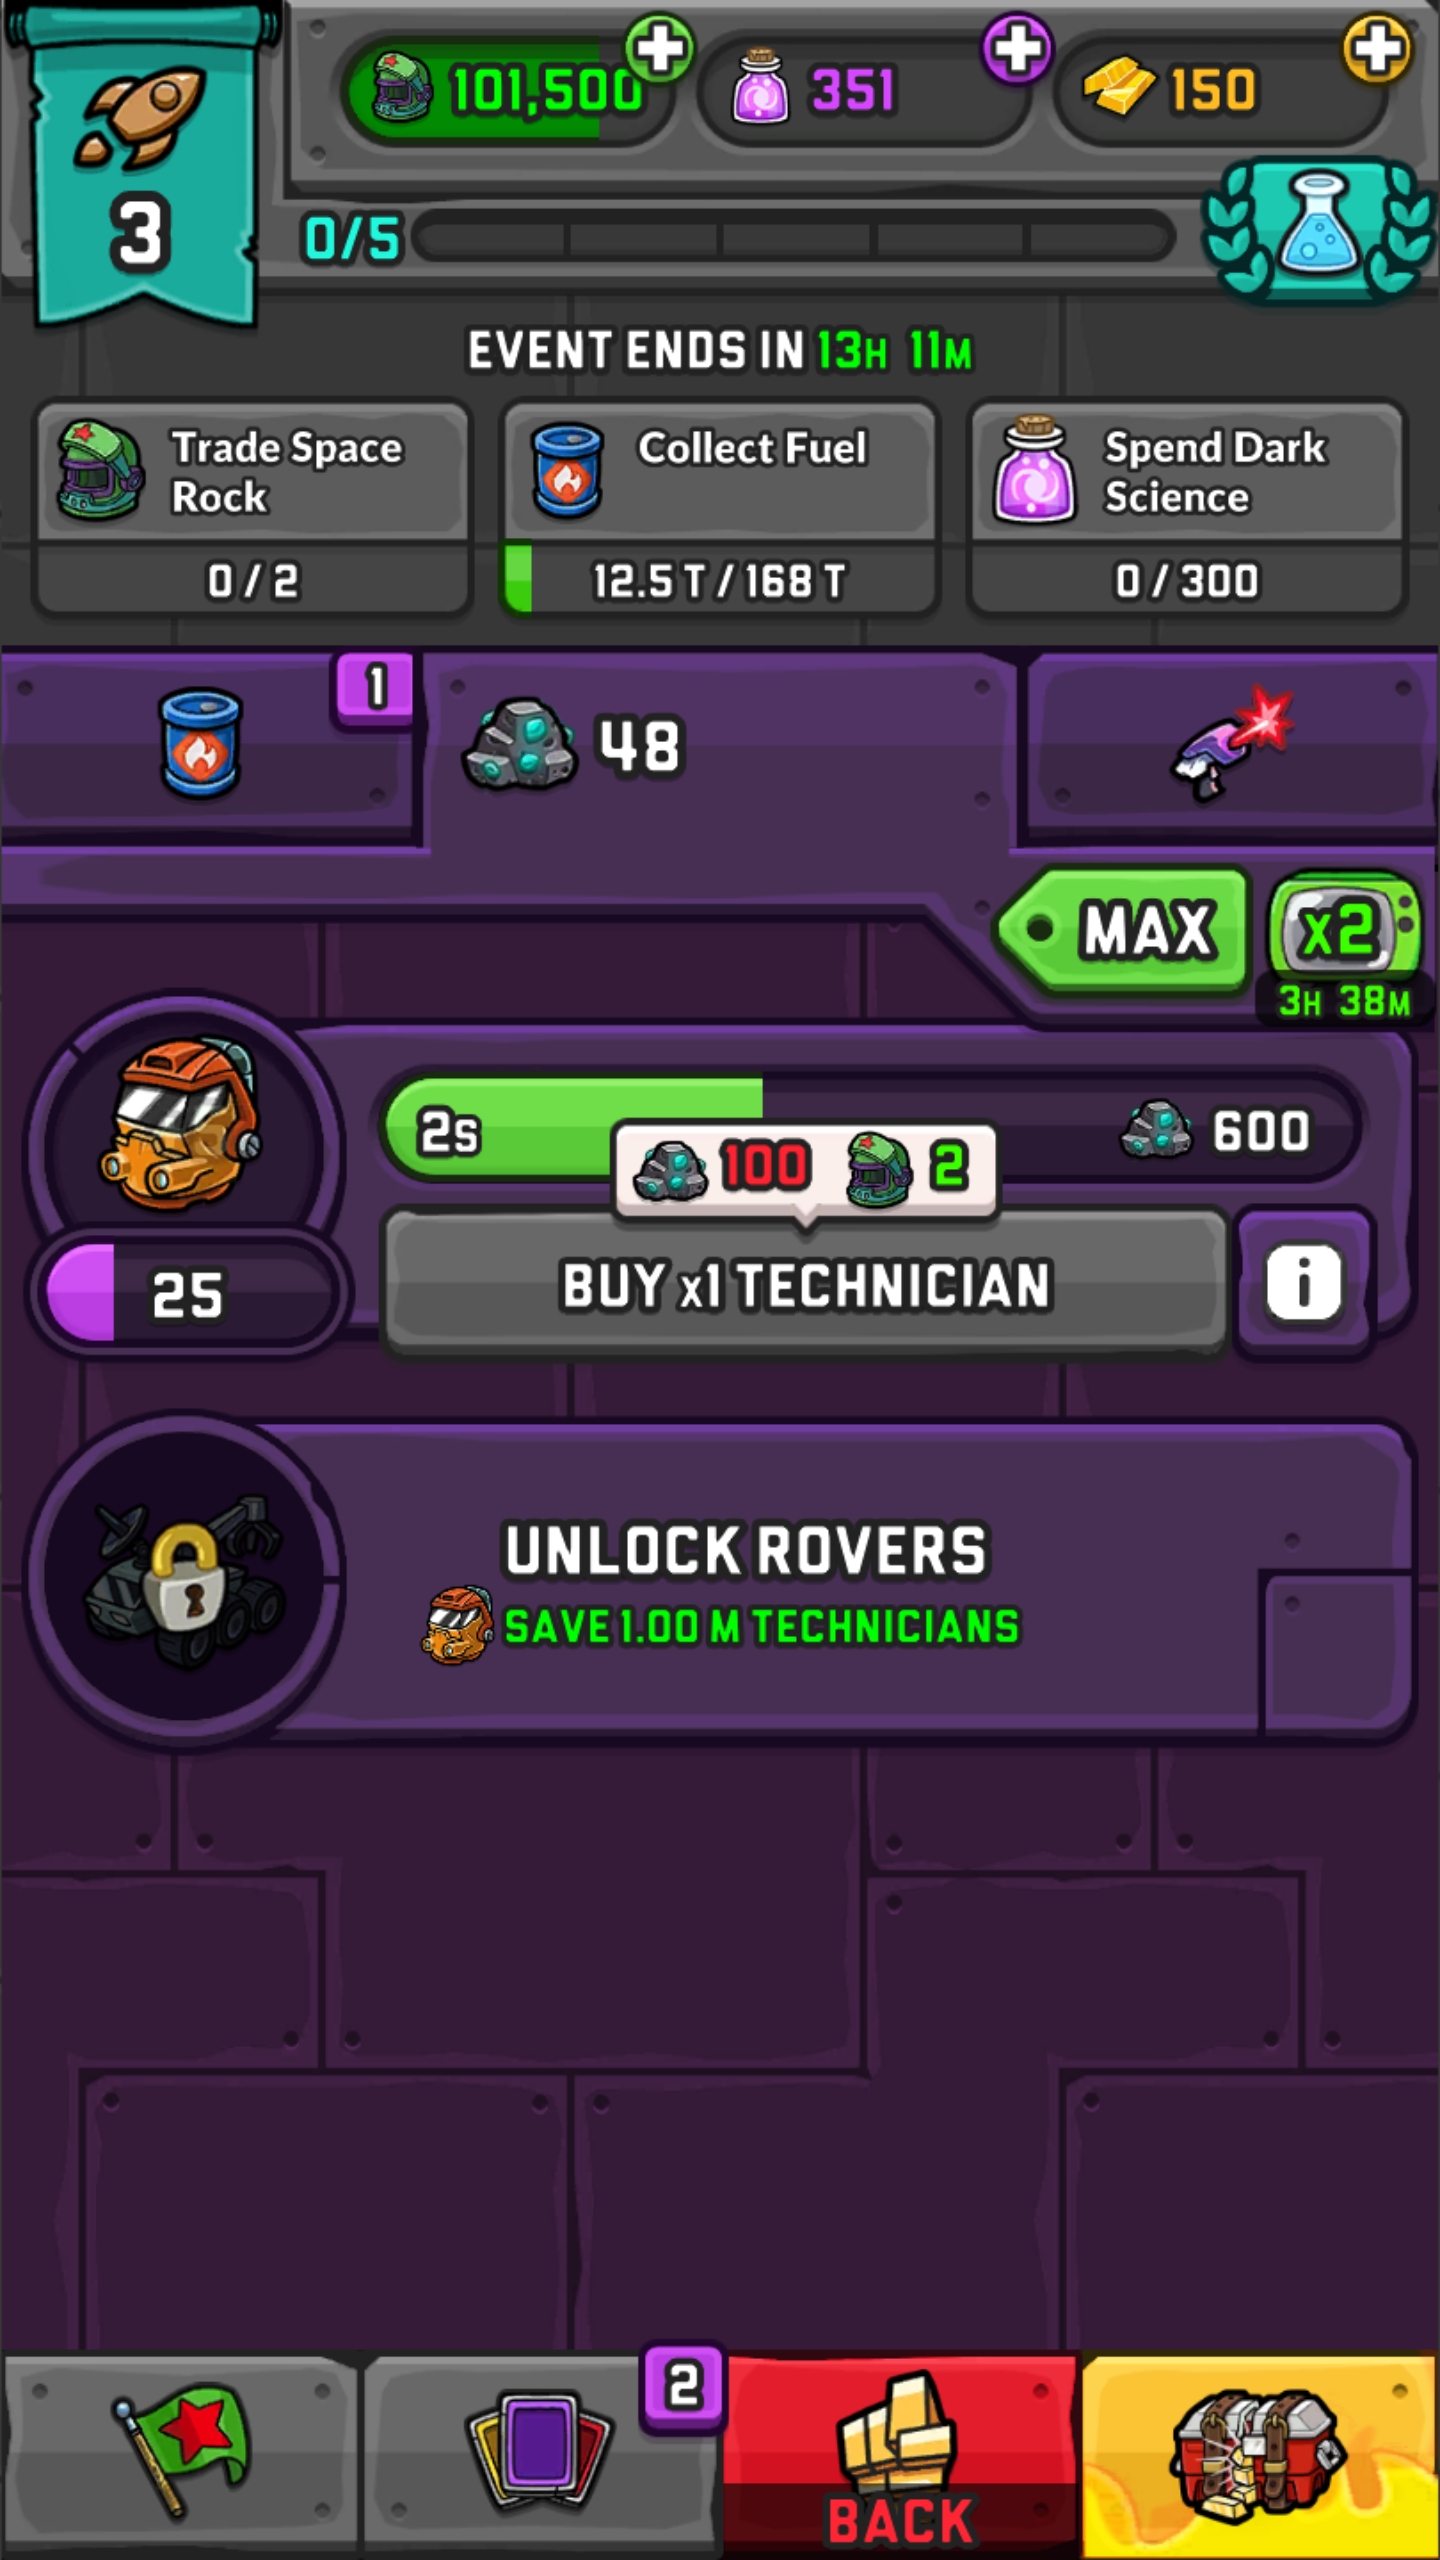 101,500
351
150
3
0/5
EVENT ENDS IN 13H 11M
Trade Space
Rock
0 / 2
Collect Fuel
12.5 T / 168 T
Spend Dark
Science
0 / 300
1
48
MAX
x2
3H 38M
2s
600
100
2
25
BUY x1 TECHNICIAN
i
UNLOCK ROVERS
SAVE 1.00 M TECHNICIANS
2
BACK